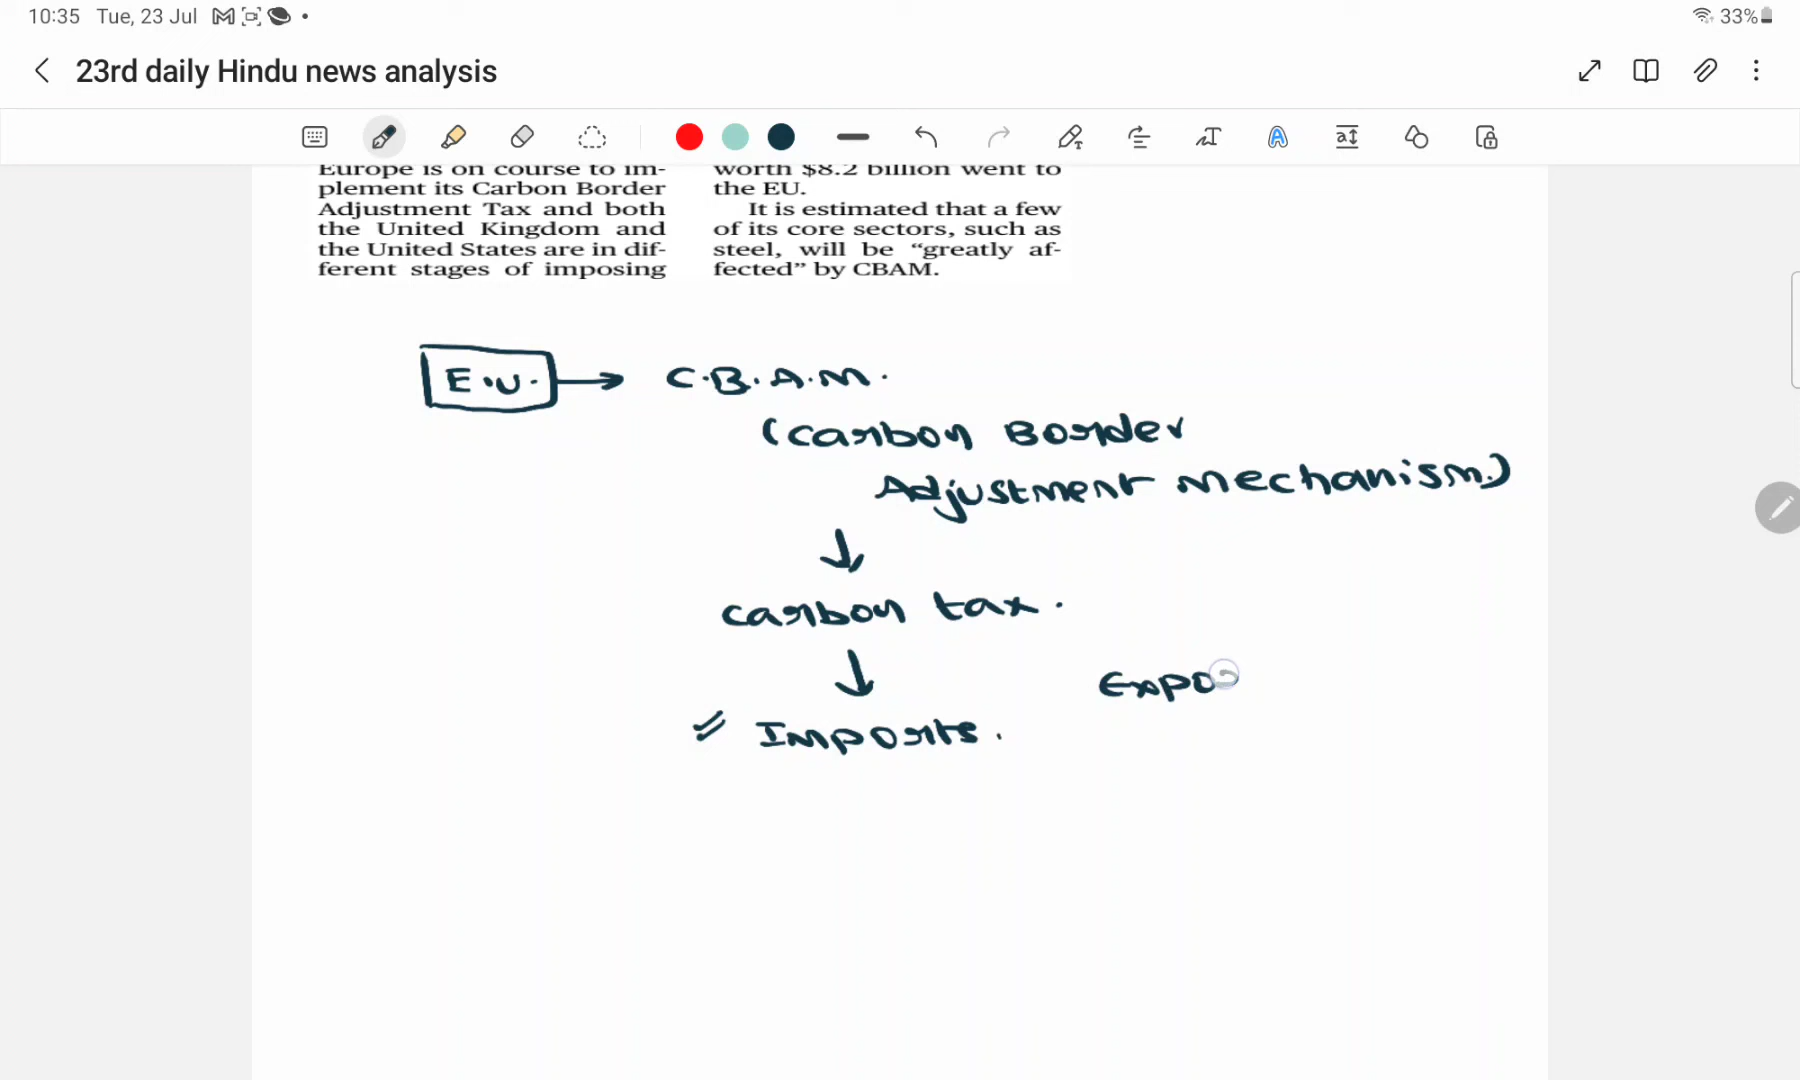 10:35 Tue, 23 Jul
33%
23rd daily Hindu news analysis
Europe is on course to im-
plement its Carbon Border
Adjustment Tax and both
the United Kingdom and
the United States are in dif-
ferent stages of imposing
worth $8.2 billion went to
the EU.
It is estimated that a few
of its core sectors, such as
steel, will be “greatly af-
fected” by CBAM.
E.U. → C.B.A.M.
(Carbon Border
Adjustment Mechanism.)
↓
carbon tax.
↓
Expo
Imports.